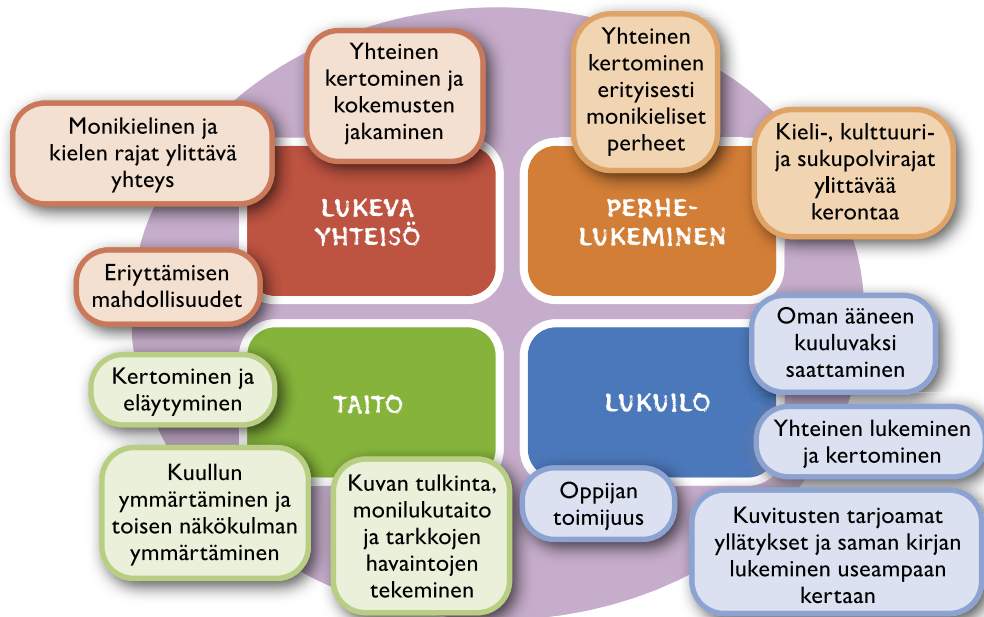 Yhteinen
kertominen ja
kokemusten
jakaminen
Monikielinen ja
kielen rajat ylittävä
yhteys
LUKEVA
YHTEISÖ
Eriyttämisen
mahdollisuudet
Yhteinen
kertominen
erityisesti
monikieliset
perheet
Kieli-, kulttuuri-
ja sukupolvirajat
ylittävää
kerontaa
PERHE-
LUKEMINEN
Kertominen ja
eläytyminen
TAITO
Kuullun
ymmärtäminen ja
toisen näkökulman
ymmärtäminen
Kuvan tulkinta,
monilukutaito
ja tarkkojen
havaintojen
tekeminen
Oman ääneen
kuuluvaksi
saattaminen
LUKUILO
Yhteinen lukeminen
ja kertominen
Oppijan
toimijuus
Kuvitusten tarjoamat
yllätykset ja saman kirjan
lukeminen useampaan
kertaan